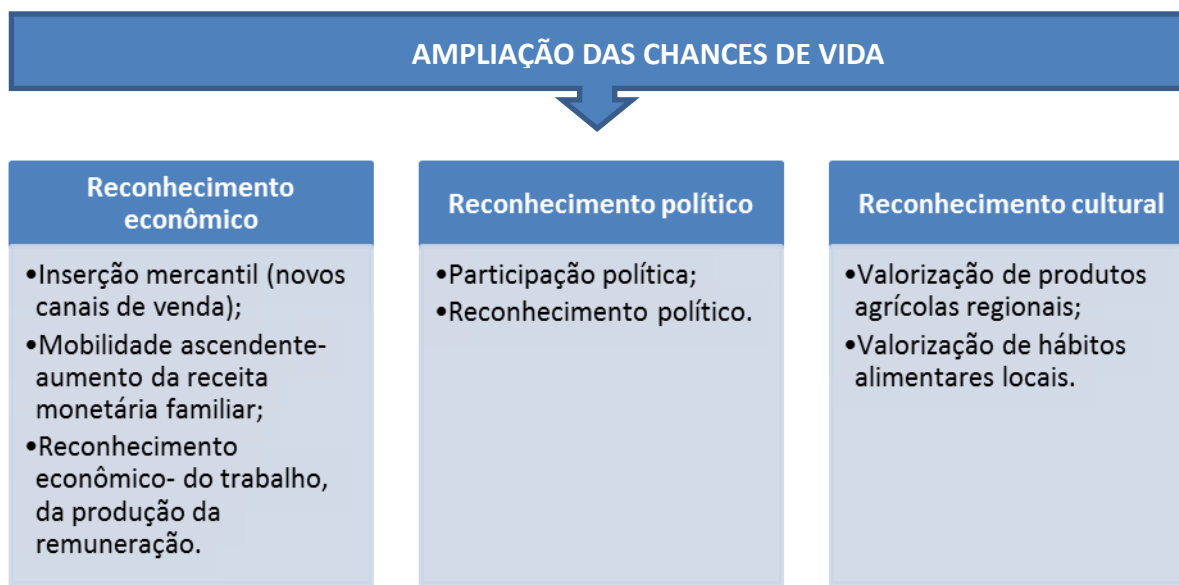 AMPLIAÇÃO DAS CHANCES DE VIDA
Reconhecimento
econômico
•Inserção mercantil (novos
canais de venda);
•Mobilidade ascendente-
aumento da receita
monetária familiar;
•Reconhecimento
econômico- do trabalho,
da produção da
remuneração.
Reconhecimento político
•Participação política;
•Reconhecimento político.
Reconhecimento cultural
•Valorização de produtos
agrícolas regionais;
•Valorização de hábitos
alimentares locais.